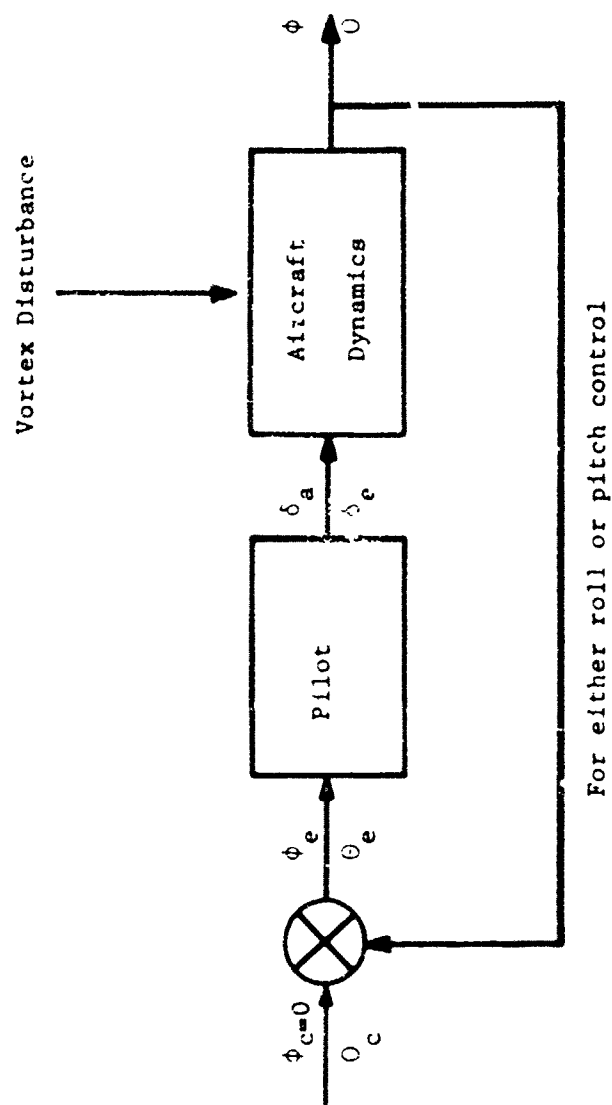 Vortex Disturbance
Φc=0
Θc
Φe
Θe
Pilot
δa
δe
Aircraft
Dynamics
Φ
Θ
For either roll or pitch control